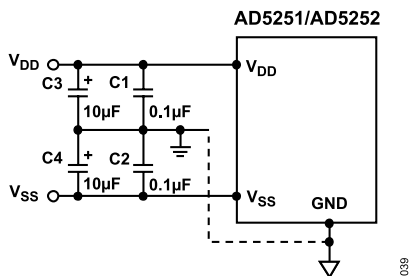 AD5251/AD5252
VDD
C3 + C1
VDD
10µF 0.1µF
C4 + C2
10µF 0.1µF
VSS
VSS
GND
039